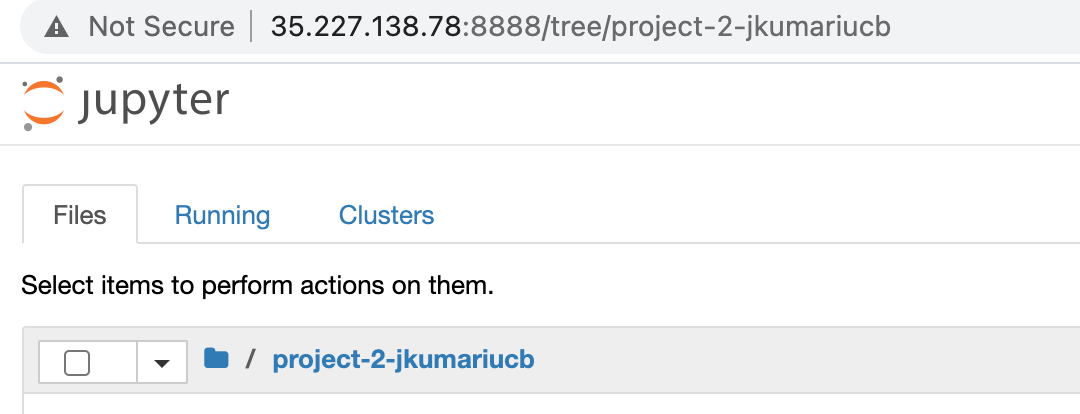 Not Secure 35.227.138.78:8888/tree/project-2-jkumariucb
jupyter
Files Running Clusters
Select items to perform actions on them.
/ project-2-jkumariucb